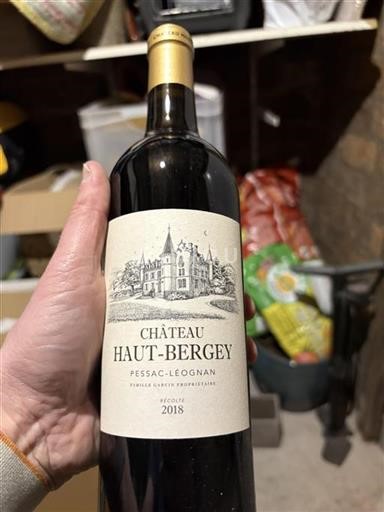 CHÂTEAU
HAUT-BERGEY
PESSAC-LÉOGNAN
FAMILLE GARCIN PROPRIÉTAIRE
RÉCOLTE
2018